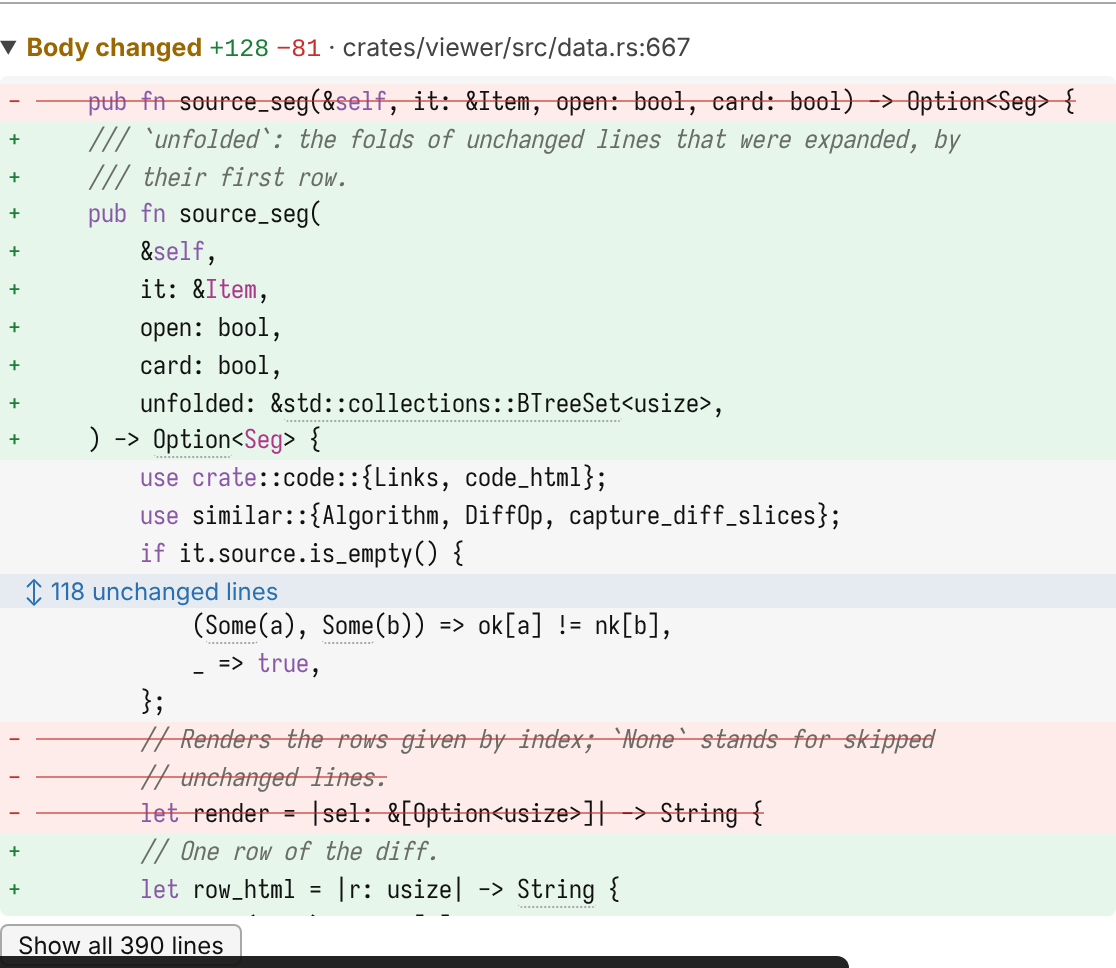 ▼ Body changed +128 −81 · crates/viewer/src/data.rs:667
-     pub fn source_seg(&self, it: &Item, open: bool, card: bool) -> Option<Seg> {
+     /// `unfolded`: the folds of unchanged lines that were expanded, by
+     /// their first row.
+     pub fn source_seg(
+         &self,
+         it: &Item,
+         open: bool,
+         card: bool,
+         unfolded: &std::collections::BTreeSet<usize>,
+     ) -> Option<Seg> {
          use crate::code::{Links, code_html};
          use similar::{Algorithm, DiffOp, capture_diff_slices};
          if it.source.is_empty() {
↕ 118 unchanged lines
              (Some(a), Some(b)) => ok[a] != nk[b],
              _ => true,
          };
-         // Renders the rows given by index; `None` stands for skipped
-         // unchanged lines.
-         let render = |sel: &[Option<usize>]| -> String {
+         // One row of the diff.
+         let row_html = |r: usize| -> String {
Show all 390 lines